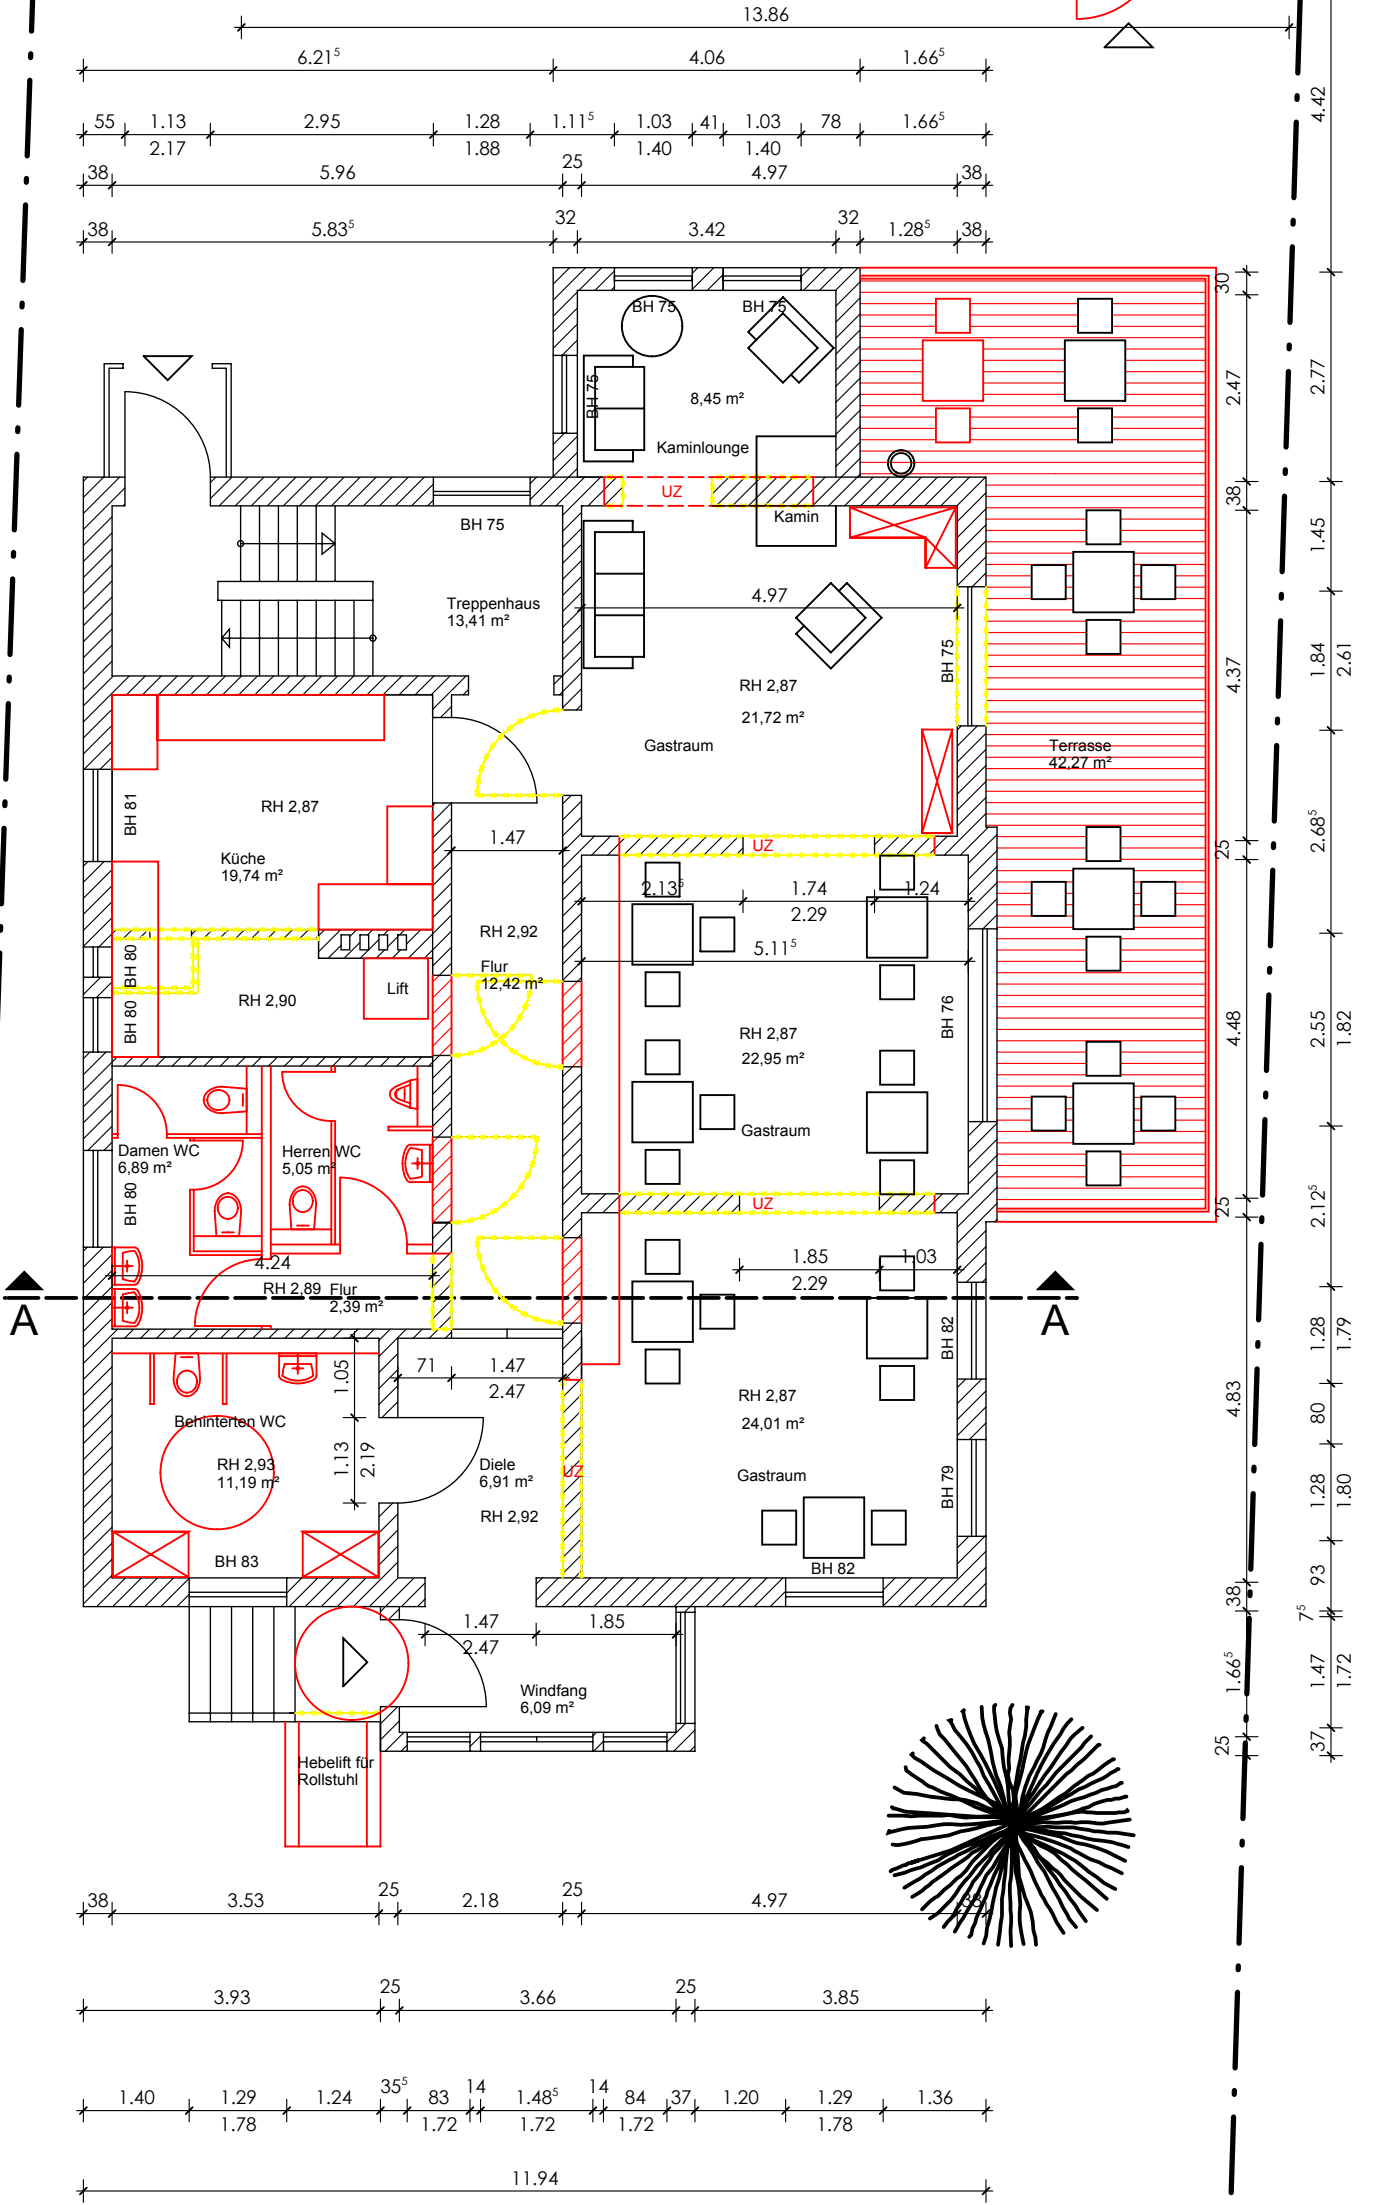 13.86
6.21⁵ 4.06 1.66⁵
55 1.13 2.95 1.28 1.11⁵ 1.03 41 1.03 78 1.66⁵
2.17 1.88 1.40 1.40
38 5.96 25 4.97 38
38 5.83⁵ 32 3.42 32 1.28⁵ 38
4.42
30
2.47
2.77
BH 75 BH 75
BH 75
8,45 m²
Kaminlounge
UZ
Kamin
38
1.45
BH 75
Treppenhaus
13,41 m²
4.97
BH 75
4.37
1.84
2.61
RH 2,87
21,72 m²
Gastraum
Terrasse
42,27 m²
BH 81
RH 2,87
Küche
19,74 m²
1.47
UZ
25
2.68⁵
2.13⁵ 1.74 1.24
2.29
RH 2,92
5.11⁵
Flur
12,42 m²
BH 80
BH 80
RH 2,90
Lift
BH 76
RH 2,87
22,95 m²
4.48
2.55
1.82
Gastraum
Damen WC
6,89 m²
Herren WC
5,05 m²
BH 80
UZ
25
2.12⁵
4.24
1.85 1.03
2.29
RH 2,89 Flur
2,39 m²
A A
BH 82
1.28
1.79
1.05
71 1.47
2.47
RH 2,87
24,01 m²
4.83
80
Behinterten WC
RH 2,93
11,19 m²
1.13
2.19
Diele
6,91 m²
UZ
Gastraum
BH 79
1.28
1.80
RH 2,92
BH 83
BH 82
93
38
7⁵
1.47 1.85
2.47
1.66⁵
1.47
1.72
Windfang
6,09 m²
25
37
Hebelift für
Rollstuhl
38 3.53 25 2.18 25 4.97 38
3.93 25 3.66 25 3.85
1.40 1.29 1.24 35⁵ 83 14 1.48⁵ 14 84 37 1.20 1.29 1.36
1.78 1.72 1.72 1.72 1.78
11.94